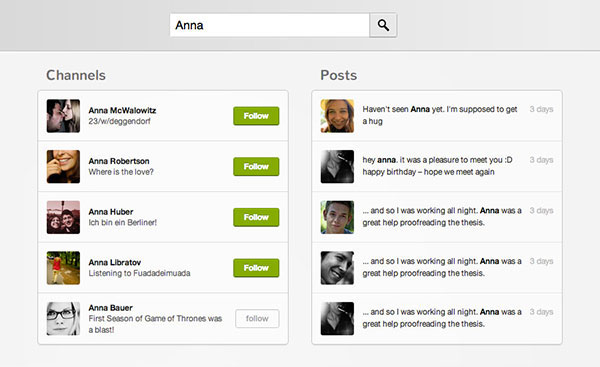 Anna
Channels
Anna McWalowitz
23/w/deggendorf
Follow
Anna Robertson
Where is the love?
Follow
Anna Huber
Ich bin ein Berliner!
Follow
Anna Libratov
Listening to Fuadadeimuada
Follow
Anna Bauer
First Season of Game of Thrones was
a blast!
follow
Posts
Haven't seen Anna yet. I'm supposed to get
a hug
3 days
hey anna. it was a pleasure to meet you :D
happy birthday – hope we meet again
3 days
... and so I was working all night. Anna was a
great help proofreading the thesis.
3 days
... and so I was working all night. Anna was a
great help proofreading the thesis.
3 days
... and so I was working all night. Anna was a
great help proofreading the thesis.
3 days